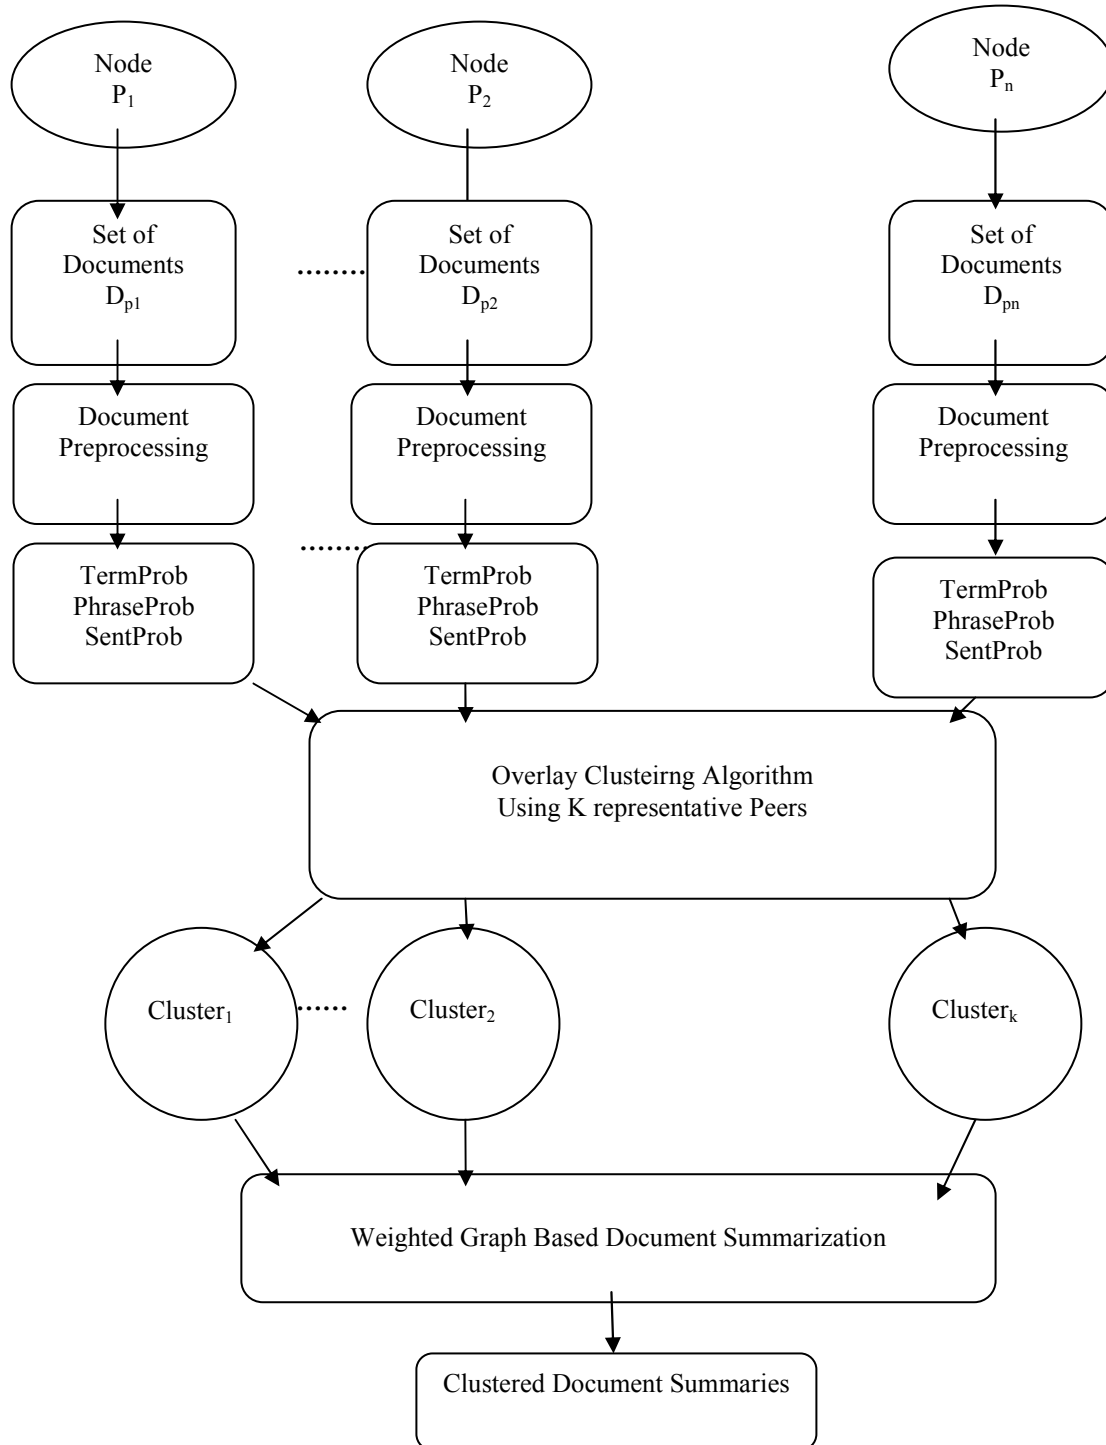 Node
P₁
Node
P₂
Node
Pₙ
Set of
Documents
Dₚ₁
Set of
Documents
Dₚ₂
Set of
Documents
Dₚₙ
Document
Preprocessing
Document
Preprocessing
Document
Preprocessing
TermProb
PhraseProb
SentProb
TermProb
PhraseProb
SentProb
TermProb
PhraseProb
SentProb
Overlay Clusteirng Algorithm
Using K representative Peers
Cluster₁
Cluster₂
Clusterₖ
Weighted Graph Based Document Summarization
Clustered Document Summaries